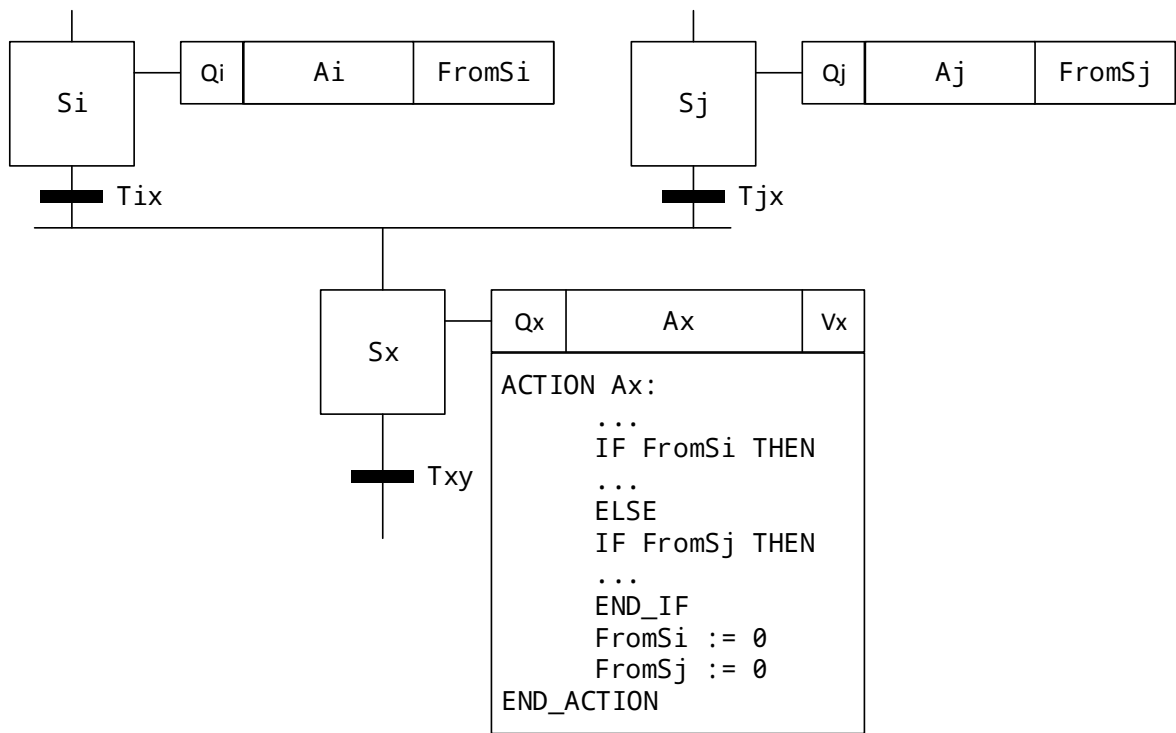 Si
Qi Ai FromSi
Sj
Qj Aj FromSj
Tix
Tjx
Sx
Qx Ax Vx
Txy
ACTION Ax:
...
IF FromSi THEN
...
ELSE
IF FromSj THEN
...
END_IF
FromSi := 0
FromSj := 0
END_ACTION